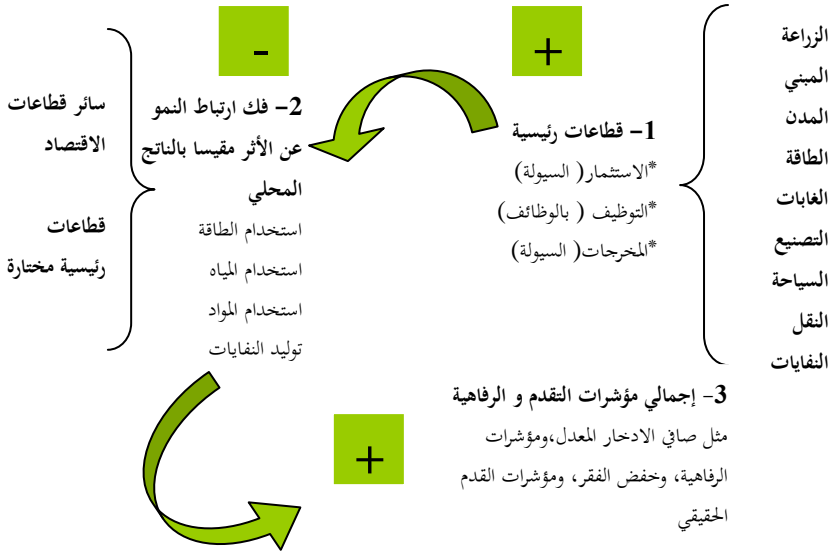 الزراعة
المبني
المدن
الطاقة
الغابات
التصنيع
السياحة
النقل
النفايات
+
1– قطاعات رئيسية
*الاستثمار( السيولة)
*التوظيف ( بالوظائف)
*المخرجات( السيولة)
-
2– فك ارتباط النمو
عن الأثر مقيسا بالناتج
المحلي
استخدام الطاقة
استخدام المياه
استخدام المواد
توليد النفايات
سائر قطاعات
الاقتصاد
قطاعات
رئيسية مختارة
3- إجمالي مؤشرات التقدم و الرفاهية
مثل صافي الادخار المعدل،ومؤشرات
الرفاهية، وخفض الفقر، ومؤشرات القدم
الحقيقي
+